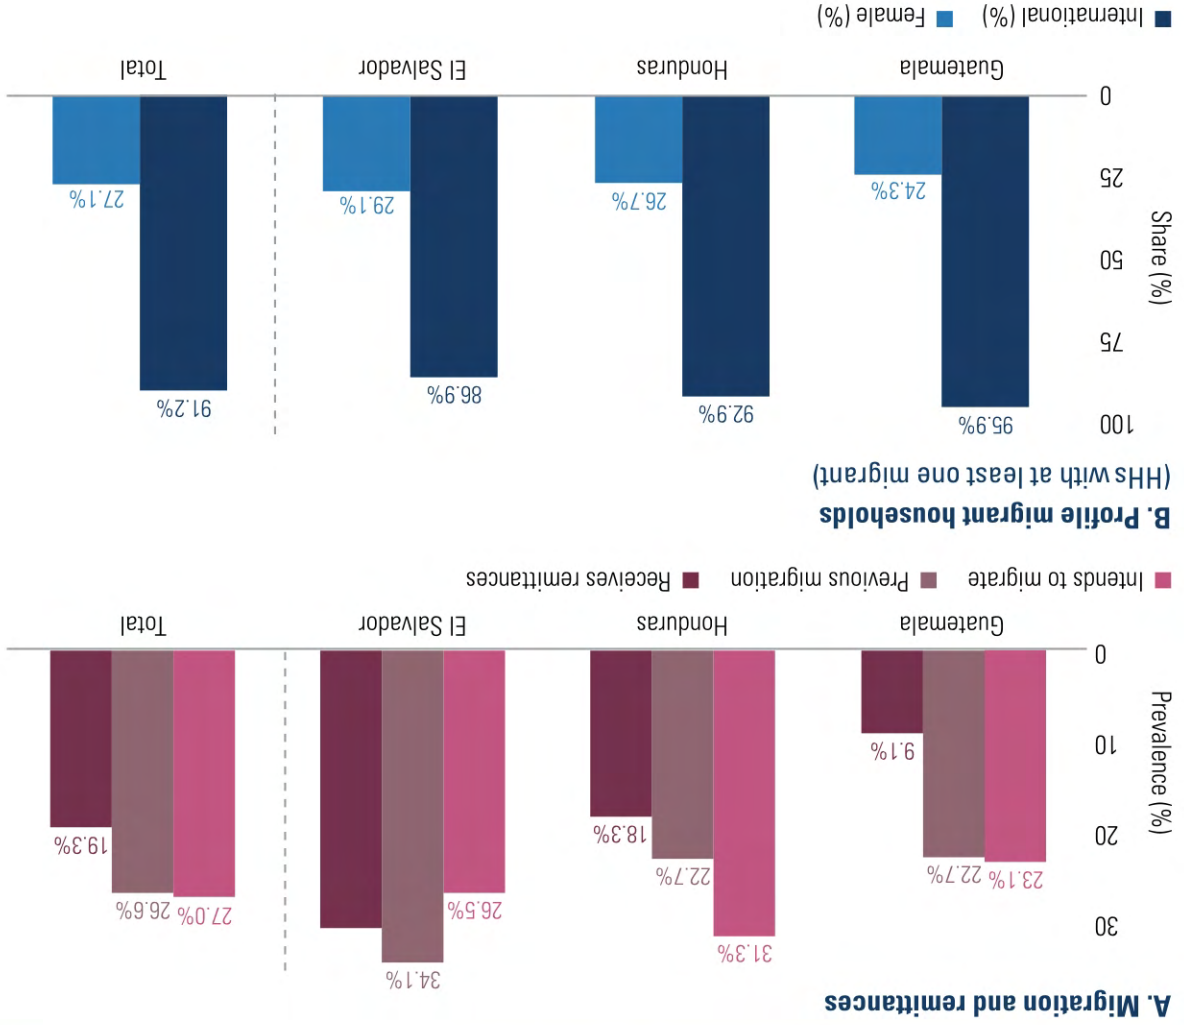 A. Migration and remittances
Prevalence (%)
30
20
10
0
23.1% 22.7% 9.1%
31.3% 22.7% 18.3%
26.5% 34.1%
27.0% 26.6% 19.3%
Guatemala Honduras El Salvador Total
Intends to migrate Previous migration Receives remittances
B. Profile migrant households
(HHs with at least one migrant)
Share (%)
100
75
50
25
0
95.9% 24.3%
92.9% 26.7%
86.9% 29.1%
91.2% 27.1%
Guatemala Honduras El Salvador Total
International (%) Female (%)